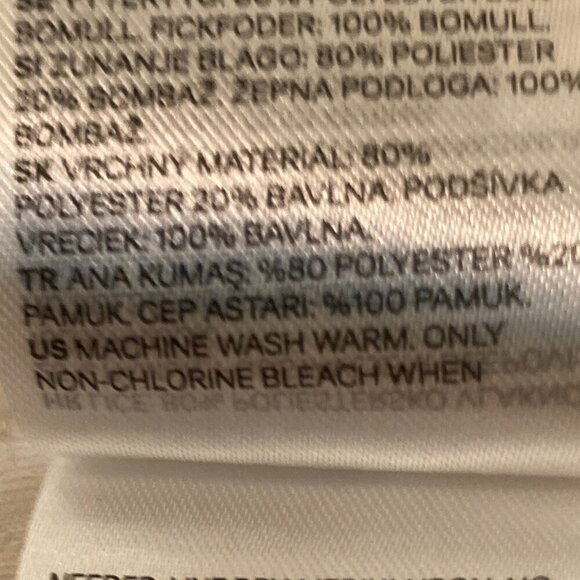 BOMULL. FICKFODER: 100% BOMULL.
SI ZUNANJE BLAGO: 80% POLIESTER
20% BOMBAŽ. ŽEPNA PODLOGA: 100%
BOMBAŽ.
SK VRCHNÝ MATERIÁL: 80%
POLYESTER 20% BAVLNA. PODŠÍVKA
VRECIEK: 100% BAVLNA.
TR ANA KUMAŞ: %80 POLYESTER %20
PAMUK. CEP ASTARI: %100 PAMUK.
US MACHINE WASH WARM. ONLY
NON-CHLORINE BLEACH WHEN